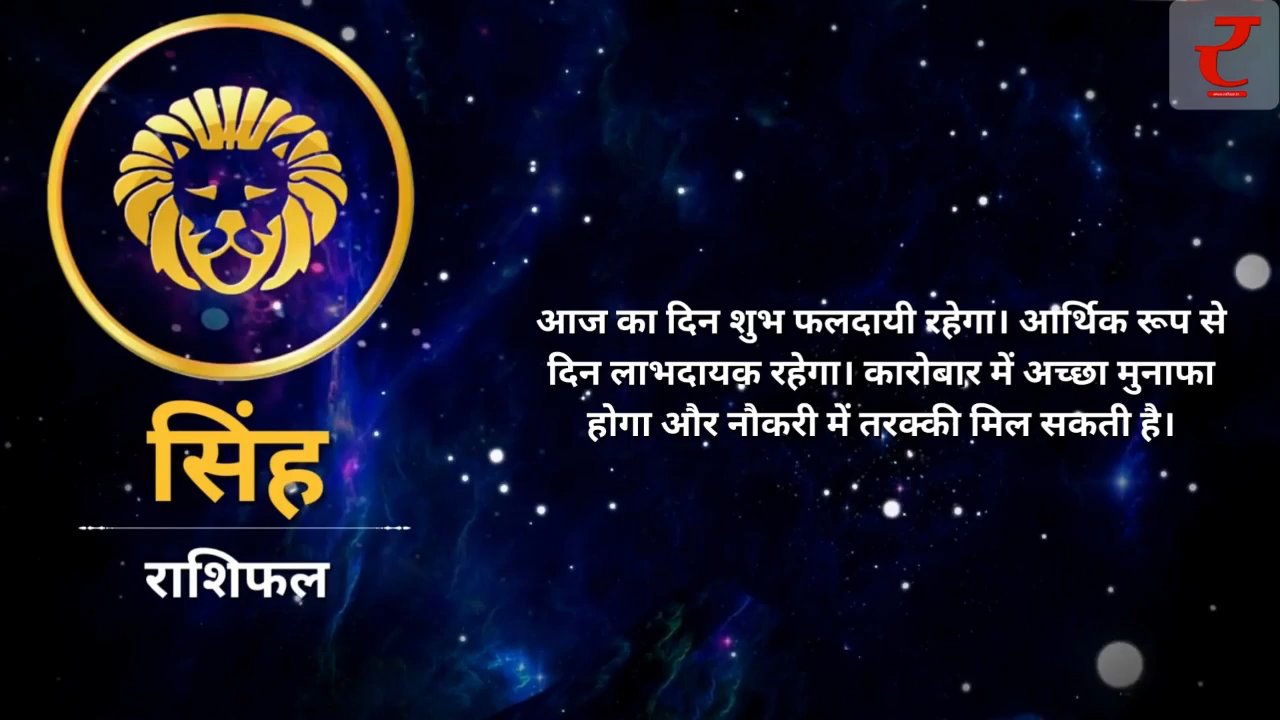 आज का दिन शुभ फलदायी रहेगा। आर्थिक रूप से
दिन लाभदायक रहेगा। कारोबार में अच्छा मुनाफा
होगा और नौकरी में तरक्की मिल सकती है।
सिंह
राशिफल